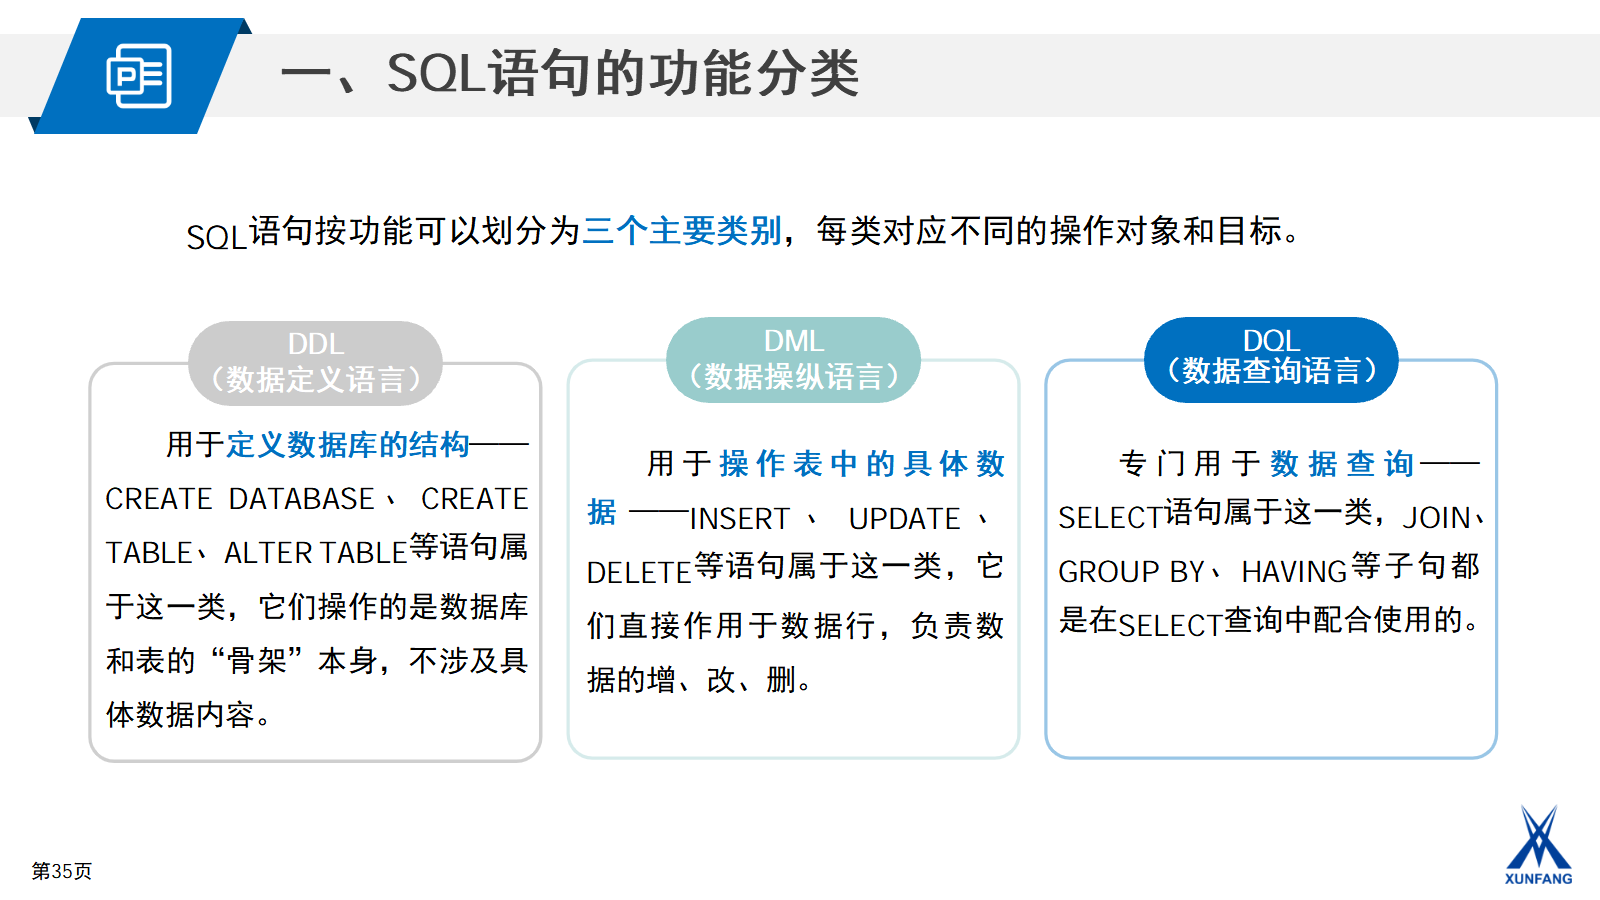 一、SQL语句的功能分类
SQL语句按功能可以划分为三个主要类别，每类对应不同的操作对象和目标。
DDL
（数据定义语言）
用于定义数据库的结构——
CREATE DATABASE、CREATE
TABLE、ALTER TABLE等语句属
于这一类，它们操作的是数据库
和表的“骨架”本身，不涉及具
体数据内容。
DML
（数据操纵语言）
用于操作表中的具体数
据——INSERT、UPDATE、
DELETE等语句属于这一类，它
们直接作用于数据行，负责数
据的增、改、删。
DQL
（数据查询语言）
专门用于数据查询——
SELECT语句属于这一类，JOIN、
GROUP BY、HAVING等子句都
是在SELECT查询中配合使用的。
第35页
XUNFANG